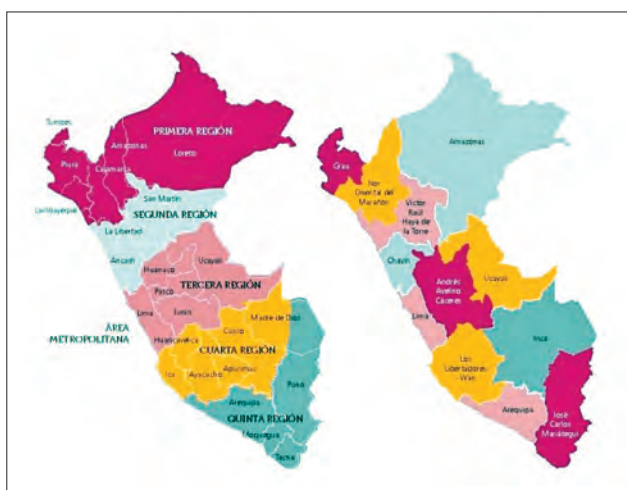 Tumbes
Piura
Lambayeque
Amazonas
Cajamarca
PRIMERA REGIÓN
Loreto
San Martín
SEGUNDA REGIÓN
La Libertad
Ancash
Huánuco
Ucayali
TERCERA REGIÓN
Pasco
Lima
Junín
ÁREA
METROPOLITANA
Huancavelica
Madre de Dios
Cusco
CUARTA REGIÓN
Ica
Ayacucho
Apurímac
Arequipa
Puno
QUINTA REGIÓN
Moquegua
Tacna
Amazonas
Grau
Nor
Oriental del
Marañón
Víctor
Raúl
Haya de
la Torre
Chavín
Ucayali
Andrés
Avelino
Cáceres
Lima
Inca
Los
Libertadores-
Wari
Arequipa
José
Carlos
Mariátegui